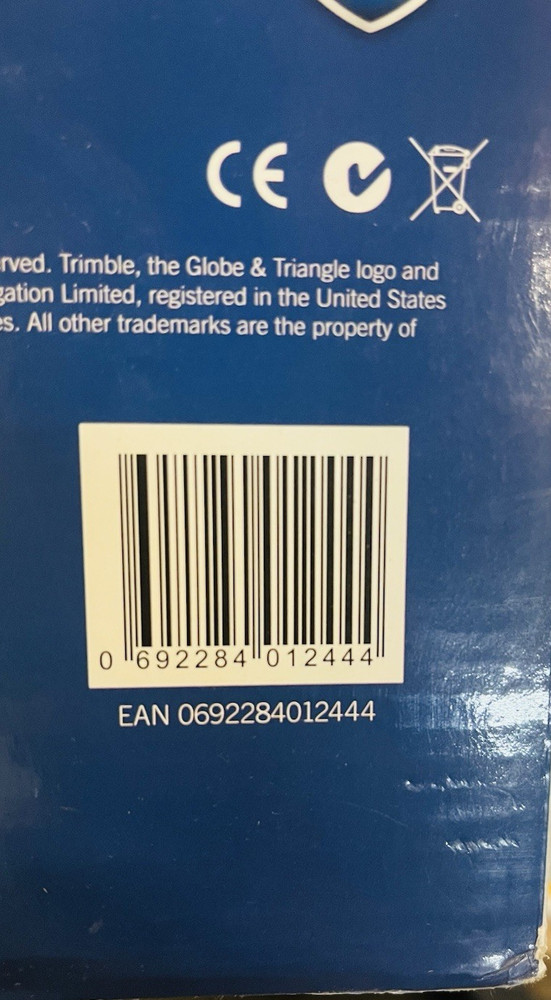 CE
rved. Trimble, the Globe & Triangle logo and
gation Limited, registered in the United States
es. All other trademarks are the property of
0 692284 012444
EAN 0692284012444